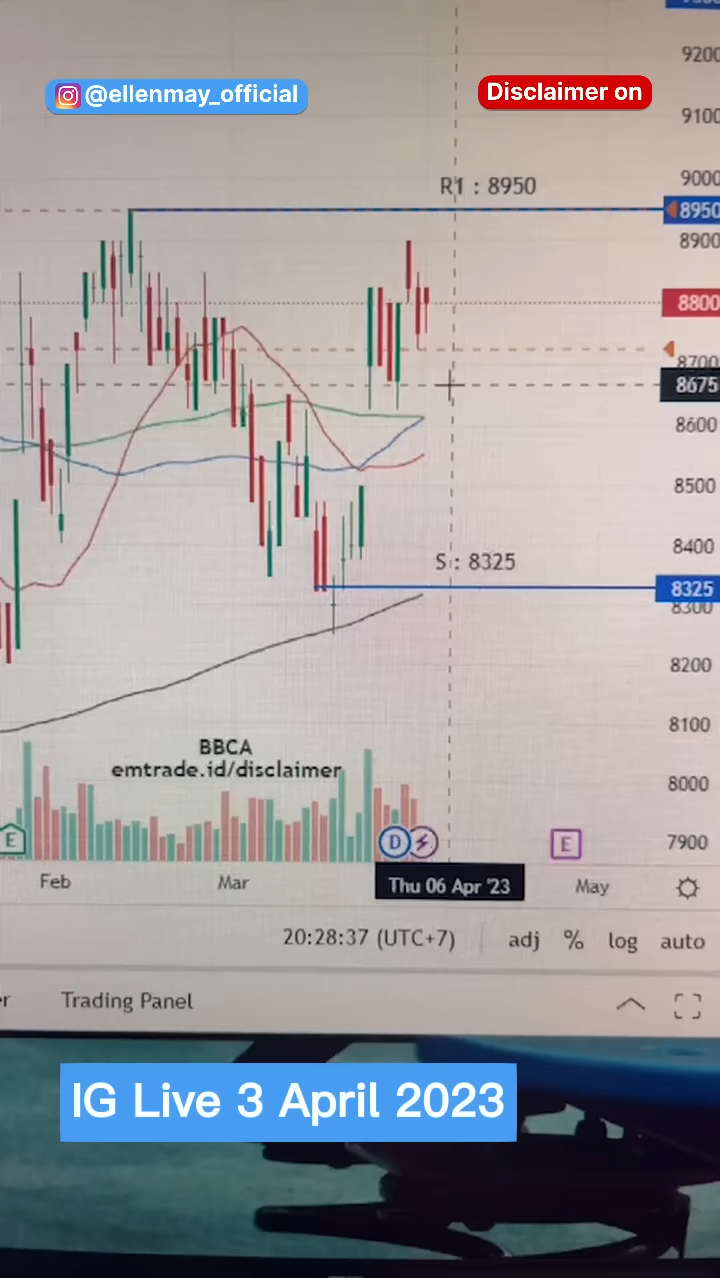 9200
@ellenmay_official
Disclaimer on
9100
9000
R1 : 8950
8950
8900
8800
8700
8675
8600
8500
8400
S : 8325
8325
8300
8200
8100
BBCA
emtrade.id/disclaimer
8000
E
D
E
7900
Feb
Mar
Thu 06 Apr '23
May
20:28:37 (UTC+7)
adj
%
log
auto
Trading Panel
IG Live 3 April 2023